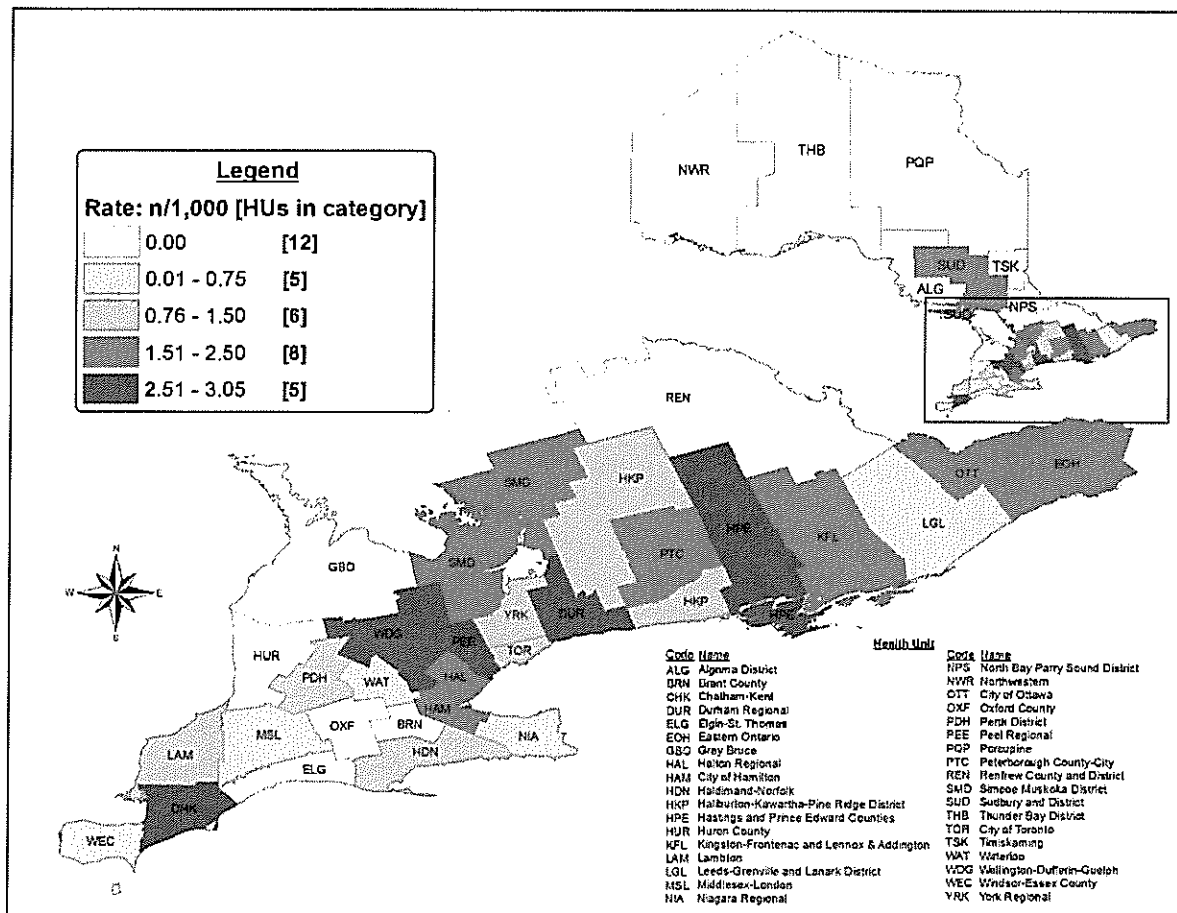 Legend
Rate: n/1,000 [HUs in category]
0.00 [12]
0.01 - 0.75 [5]
0.76 - 1.50 [6]
1.51 - 2.50 [8]
2.51 - 3.05 [5]
NWR
THB
PQP
SUD
TSK
ALG
SUD
NPS
REN
SMD
HKP
OTT
EOH
HPE
KFL
LGL
GBO
SMD
PTC
N
W
E
S
HKP
HPE
YRK
DUR
WDG
PEE
TOR
HUR
PDH
WAT
HAL
HAM
LAM
MSL
OXF
BRN
NIA
HDN
ELG
CHK
WEC
Health Unit
Code Name
ALG Algoma District
BRN Brant County
CHK Chatham-Kent
DUR Durham Regional
ELG Elgin-St. Thomas
EOH Eastern Ontario
GBO Grey Bruce
HAL Halton Regional
HAM City of Hamilton
HDN Haldimand-Norfolk
HKP Haliburton-Kawartha-Pine Ridge District
HPE Hastings and Prince Edward Counties
HUR Huron County
KFL Kingston-Frontenac and Lennox & Addington
LAM Lambton
LGL Leeds-Grenville and Lanark District
MSL Middlesex-London
NIA Niagara Regional
Code Name
NPS North Bay Parry Sound District
NWR Northwestern
OTT City of Ottawa
OXF Oxford County
PDH Perth District
PEE Peel Regional
PQP Porcupine
PTC Peterborough County-City
REN Renfrew County and District
SMD Simcoe Muskoka District
SUD Sudbury and District
THB Thunder Bay District
TOR City of Toronto
TSK Timiskaming
WAT Waterloo
WDG Wellington-Dufferin-Guelph
WEC Windsor-Essex County
YRK York Regional